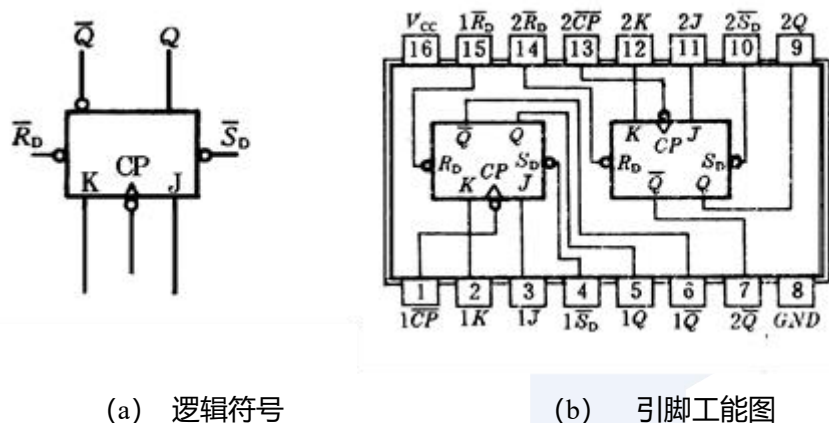 Q̅ Q
R̅D S̅D
CP
K J
VCC 1R̅D 2R̅D 2C̅P̅ 2K 2J 2S̅D 2Q
16 15 14 13 12 11 10 9
K CP J
Q̅ Q
RD SD
K CP J
RD SD
Q̅ Q
1 2 3 4 5 6 7 8
1C̅P̅ 1K 1J 1S̅D 1Q 1Q̅ 2Q̅ GND
(a) 逻辑符号 (b) 引脚工能图